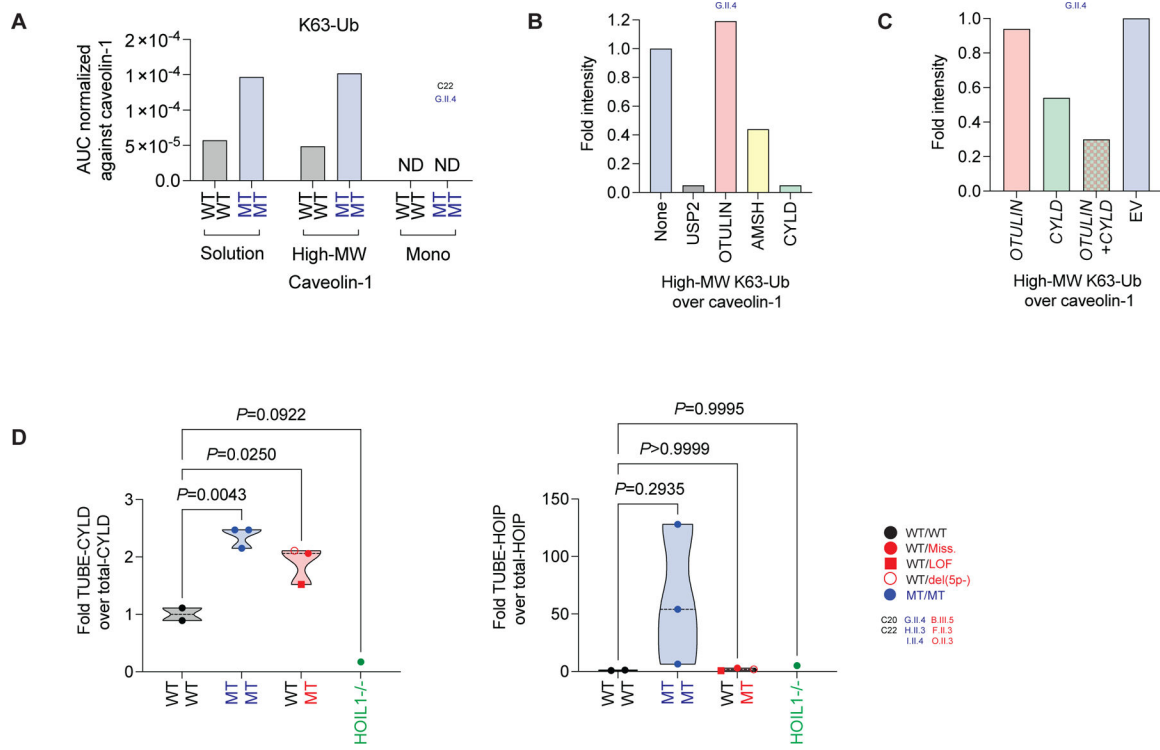 A
K63-Ub
AUC normalized
against caveolin-1
2×10⁻⁴
1×10⁻⁴
1×10⁻⁴
5×10⁻⁵
0.0
C22
G.II.4
ND ND
WT WT MT MT WT WT MT MT WT WT MT MT
Solution High-MW Mono
Caveolin-1
B
G.II.4
Fold intensity
1.2
1.0
0.8
0.6
0.4
0.2
0.0
None USP2 OTULIN AMSH CYLD
High-MW K63-Ub
over caveolin-1
C
G.II.4
Fold intensity
1.0
0.8
0.6
0.4
0.2
0.0
OTULIN CYLD OTULIN +CYLD EV
High-MW K63-Ub
over caveolin-1
D
P=0.0922
P=0.0250
P=0.0043
Fold TUBE-CYLD
over total-CYLD
3
2
1
0
WT WT MT MT WT MT HOIL1-/-
P=0.9995
P>0.9999
P=0.2935
Fold TUBE-HOIP
over total-HOIP
150
100
50
0
WT WT MT MT WT MT HOIL1-/-
WT/WT
WT/Miss.
WT/LOF
WT/del(5p-)
MT/MT
C20 G.II.4 B.III.5
C22 H.II.3 F.II.3
I.II.4 O.II.3